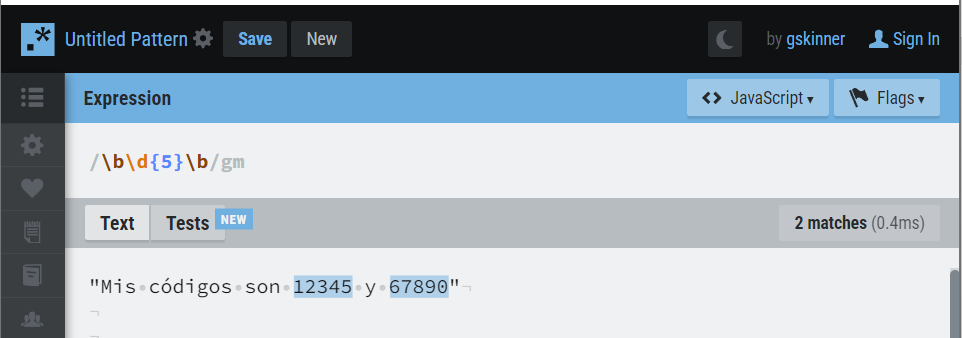 .*
Untitled Pattern Save New by gskinner Sign In
Expression <> JavaScript ▾ Flags ▾
/\b\d{5}\b/gm
Text Tests NEW 2 matches (0.4ms)
"Mis·códigos·son·12345·y·67890"¬
¬
¬